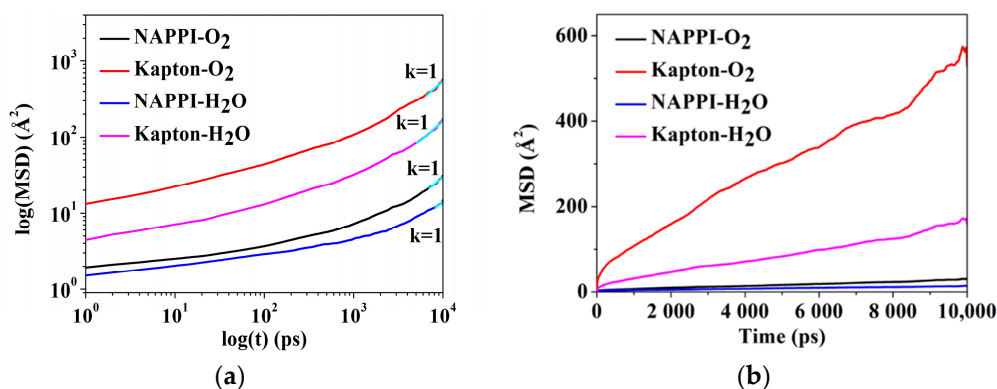 NAPPI-O2
Kapton-O2
NAPPI-H2O
Kapton-H2O
k=1
k=1
k=1
k=1
log(MSD) (Å2)
10^3
10^2
10^1
10^0
10^0
10^1
10^2
10^3
10^4
log(t) (ps)
(a)
NAPPI-O2
Kapton-O2
NAPPI-H2O
Kapton-H2O
MSD (Å2)
600
400
200
0
0
2 000
4 000
6 000
8 000
10,000
Time (ps)
(b)